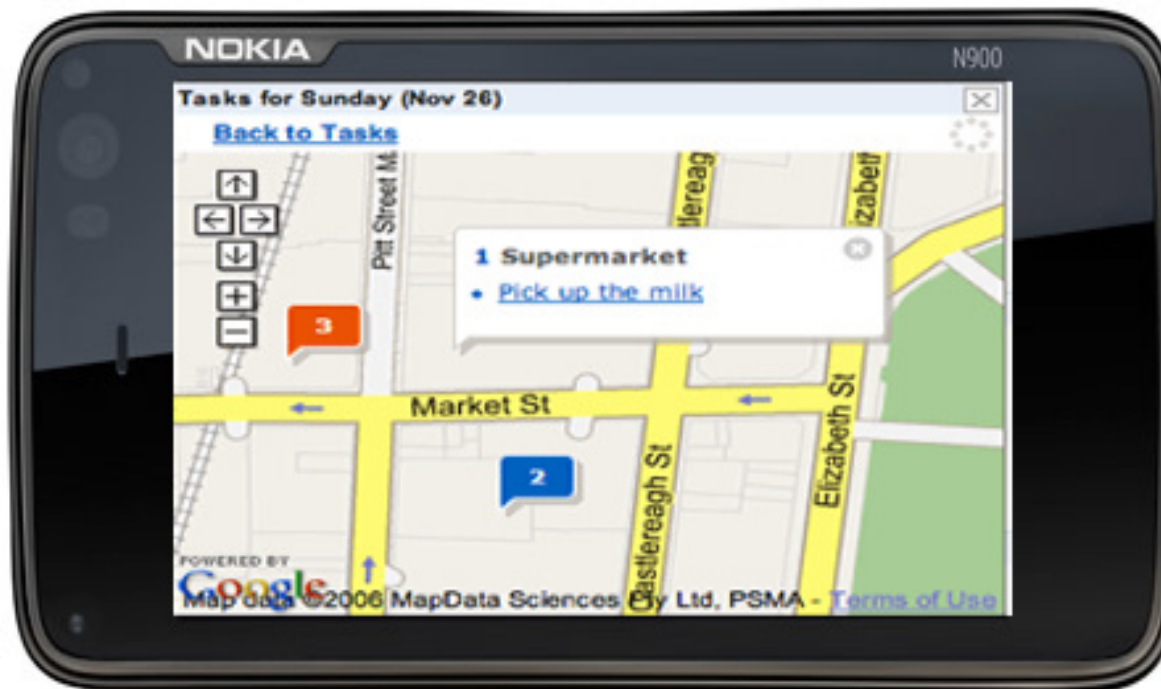 NOKIA
N900
Tasks for Sunday (Nov 26)
Back to Tasks
Pitt Street M
stlereag
izabeth
1 Supermarket
• Pick up the milk
3
Market St
2
Castlereagh St
Elizabeth St
POWERED BY
Google
Map data ©2006 MapData Sciences Pty Ltd, PSMA - Terms of Use